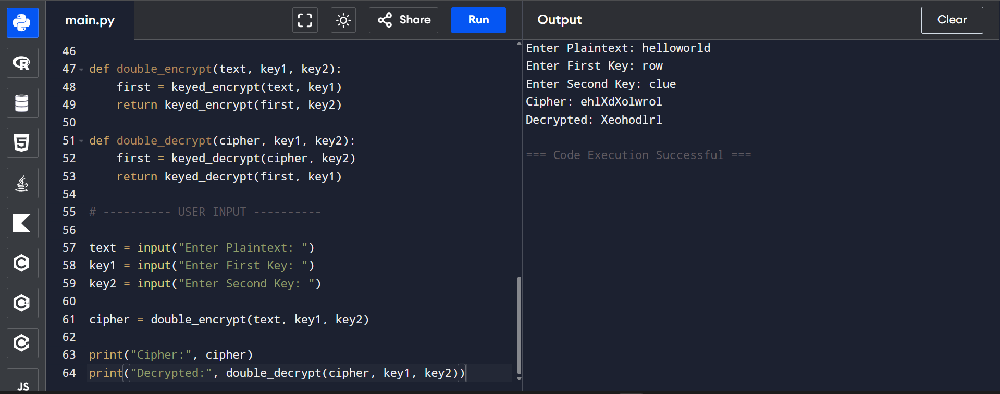 main.py
Share
Run
Output
Clear
46
47 def double_encrypt(text, key1, key2):
48     first = keyed_encrypt(text, key1)
49     return keyed_encrypt(first, key2)
50
51 def double_decrypt(cipher, key1, key2):
52     first = keyed_decrypt(cipher, key2)
53     return keyed_decrypt(first, key1)
54
55 # ---------- USER INPUT ----------
56
57 text = input("Enter Plaintext: ")
58 key1 = input("Enter First Key: ")
59 key2 = input("Enter Second Key: ")
60
61 cipher = double_encrypt(text, key1, key2)
62
63 print("Cipher:", cipher)
64 print("Decrypted:", double_decrypt(cipher, key1, key2))
Enter Plaintext: helloworld
Enter First Key: row
Enter Second Key: clue
Cipher: ehlXdXolwrol
Decrypted: Xeohodlrl
=== Code Execution Successful ===
R
5
C
C++
C#
JS